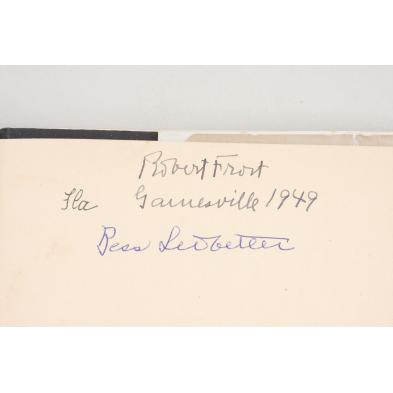 Robert Frost
Fla Gainesville 1949
Bess Ledbetter